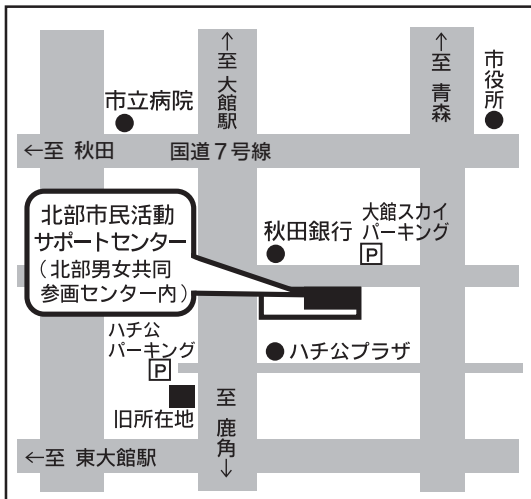 ↑至 大館駅
↑至 青森
市役所
市立病院
←至 秋田
国道7号線
北部市民活動
サポートセンター
(北部男女共同
参画センター内)
秋田銀行
大館スカイ
パーキング
P
ハチ公
パーキング
P
ハチ公プラザ
旧所在地
至 鹿角↓
←至 東大館駅